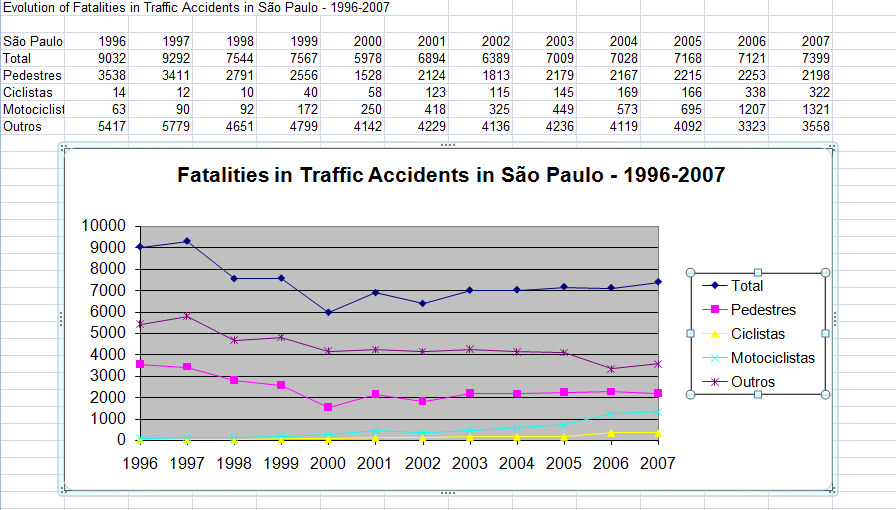 Evolution of Fatalities in Traffic Accidents in São Paulo - 1996-2007
São Paulo 1996 1997 1998 1999 2000 2001 2002 2003 2004 2005 2006 2007
Total 9032 9292 7544 7567 5978 6894 6389 7009 7028 7168 7121 7399
Pedestres 3538 3411 2791 2556 1528 2124 1813 2179 2167 2215 2253 2198
Ciclistas 14 12 10 40 58 123 115 145 169 166 338 322
Motociclist 63 90 92 172 250 418 325 449 573 695 1207 1321
Outros 5417 5779 4651 4799 4142 4229 4136 4236 4119 4092 3323 3558
Fatalities in Traffic Accidents in São Paulo - 1996-2007
10000
9000
8000
7000
6000
5000
4000
3000
2000
1000
0
1996 1997 1998 1999 2000 2001 2002 2003 2004 2005 2006 2007
Total
Pedestres
Ciclistas
Motociclistas
Outros